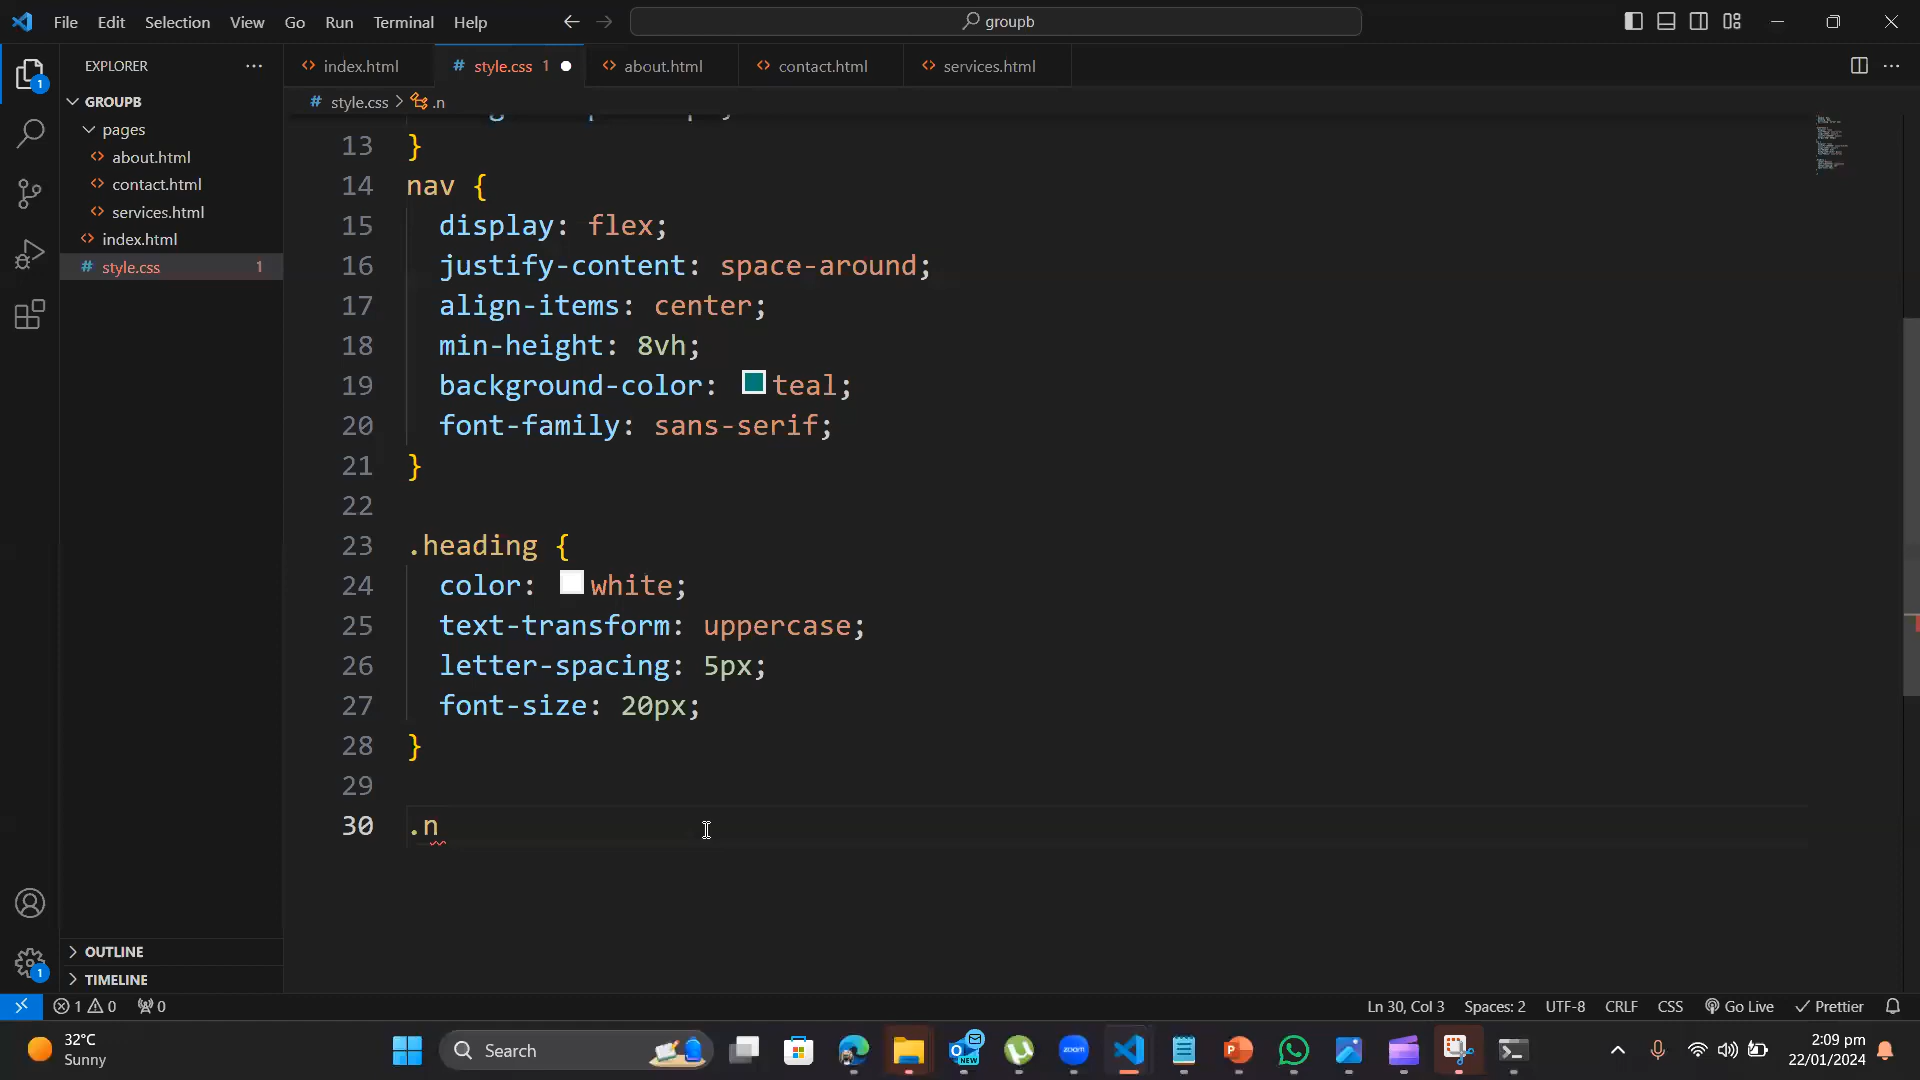 File Edit Selection View Go Run Terminal Help groupb
EXPLORER
index.html
style.css 1
about.html
contact.html
services.html
GROUPB
pages
about.html
contact.html
services.html
index.html
style.css 1
style.css > .n
13 }
14 nav {
15 display: flex;
16 justify-content: space-around;
17 align-items: center;
18 min-height: 8vh;
19 background-color: teal;
20 font-family: sans-serif;
21 }
22
23 .heading {
24 color: white;
25 text-transform: uppercase;
26 letter-spacing: 5px;
27 font-size: 20px;
28 }
29
30 .n
1
1
OUTLINE
TIMELINE
1 0 0
Ln 30, Col 3 Spaces: 2 UTF-8 CRLF CSS Go Live Prettier
32°C
Sunny
Search
NEW
zoom
2:09 pm
22/01/2024